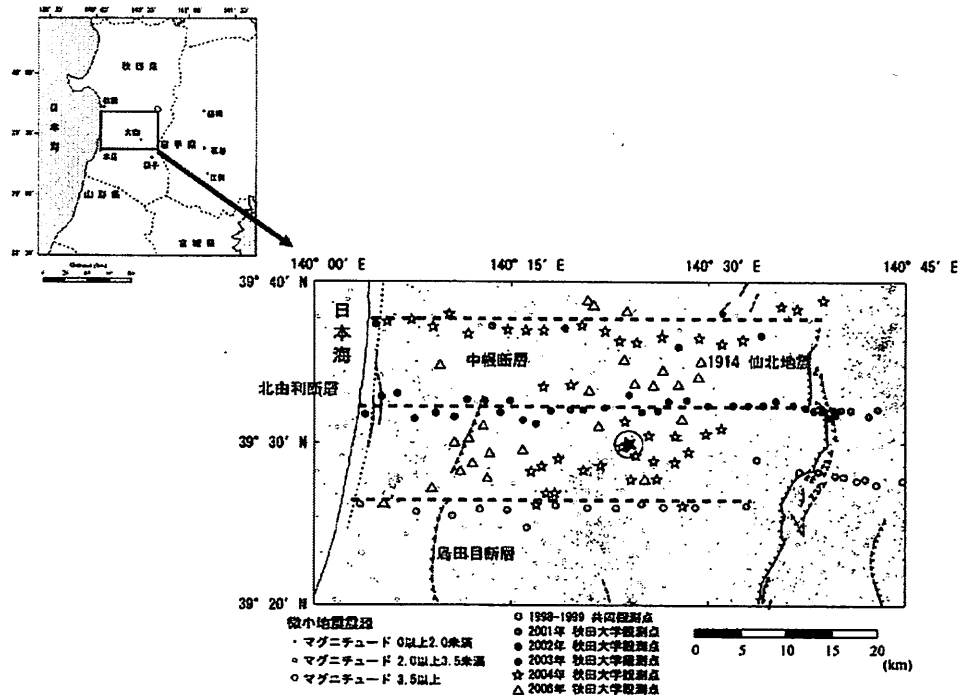 秋田県
日本海
秋田
大曲
本荘
岩手県
盛岡
山形県
宮城県
140° 00′ E
140° 15′ E
140° 30′ E
140° 45′ E
39° 40′ N
日本海
中幌断層
1914 仙北地震
北由利断層
39° 30′ N
鳥田目断層
39° 20′ N
微小地震震源
・ マグニチュード 0以上2.0未満
○ マグニチュード 2.0以上3.5未満
○ マグニチュード 3.5以上
○ 1998-1999 共同観測点
2001年 秋田大学観測点
2002年 秋田大学観測点
2003年 秋田大学観測点
☆ 2004年 秋田大学観測点
△ 2006年 秋田大学観測点
0 5 10 15 20
(km)